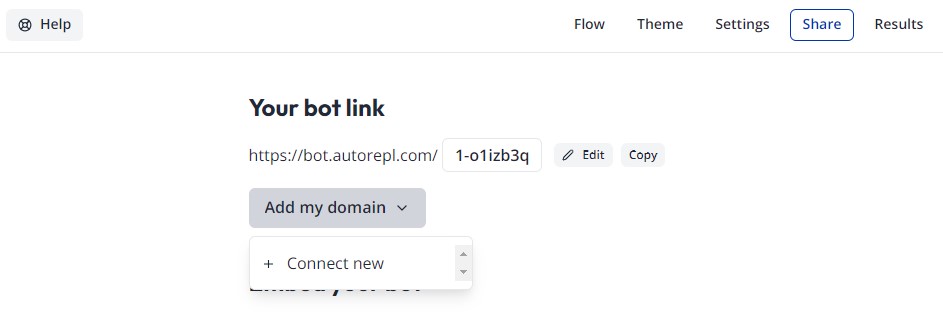 Help Flow Theme Settings Share Results
Your bot link
https://bot.autorepl.com/ 1-o1izb3q Edit Copy
Add my domain
+ Connect new